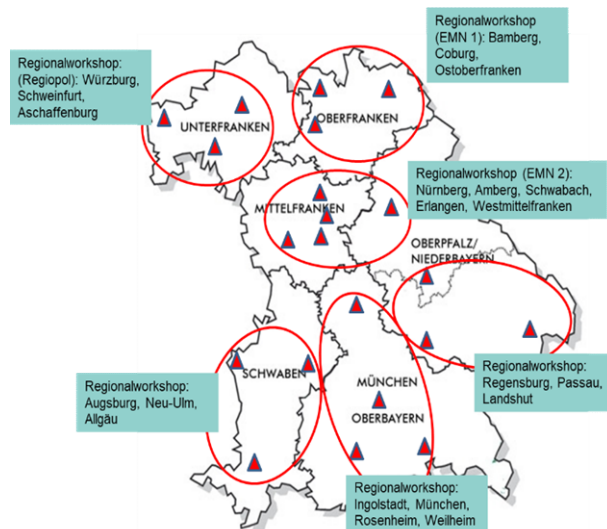 Regionalworkshop
(EMN 1): Bamberg,
Coburg,
Ostoberfranken
Regionalworkshop:
(Regiopol): Würzburg,
Schweinfurt,
Aschaffenburg
UNTERFRANKEN
OBERFRANKEN
Regionalworkshop (EMN 2):
Nürnberg, Amberg, Schwabach,
Erlangen, Westmittelfranken
MITTELFRANKEN
OBERPFALZ/
NIEDERBAYERN
Regionalworkshop:
Regensburg, Passau,
Landshut
SCHWABEN
MÜNCHEN
OBERBAYERN
Regionalworkshop:
Augsburg, Neu-Ulm,
Allgäu
Regionalworkshop:
Ingolstadt, München,
Rosenheim, Weilheim